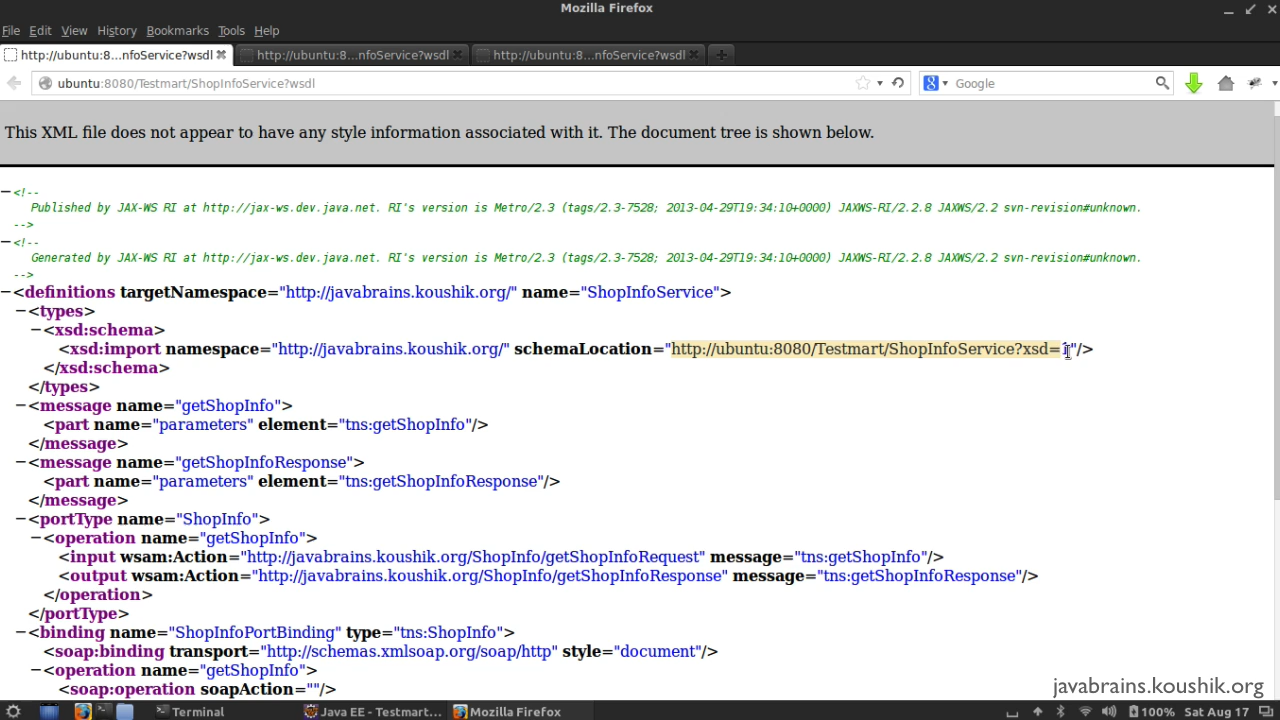 Mozilla Firefox
File Edit View History Bookmarks Tools Help
http://ubuntu:8...nfoService?wsdl http://ubuntu:8...nfoService?wsdl http://ubuntu:8...nfoService?wsdl
ubuntu:8080/Testmart/ShopInfoService?wsdl Google
This XML file does not appear to have any style information associated with it. The document tree is shown below.
−<!--
Published by JAX-WS RI at http://jax-ws.dev.java.net. RI's version is Metro/2.3 (tags/2.3-7528; 2013-04-29T19:34:10+0000) JAXWS-RI/2.2.8 JAXWS/2.2 svn-revision#unknown.
-->
−<!--
Generated by JAX-WS RI at http://jax-ws.dev.java.net. RI's version is Metro/2.3 (tags/2.3-7528; 2013-04-29T19:34:10+0000) JAXWS-RI/2.2.8 JAXWS/2.2 svn-revision#unknown.
-->
−<definitions targetNamespace="http://javabrains.koushik.org/" name="ShopInfoService">
−<types>
−<xsd:schema>
<xsd:import namespace="http://javabrains.koushik.org/" schemaLocation="http://ubuntu:8080/Testmart/ShopInfoService?xsd=1"/>
</xsd:schema>
</types>
−<message name="getShopInfo">
<part name="parameters" element="tns:getShopInfo"/>
</message>
−<message name="getShopInfoResponse">
<part name="parameters" element="tns:getShopInfoResponse"/>
</message>
−<portType name="ShopInfo">
−<operation name="getShopInfo">
<input wsam:Action="http://javabrains.koushik.org/ShopInfo/getShopInfoRequest" message="tns:getShopInfo"/>
<output wsam:Action="http://javabrains.koushik.org/ShopInfo/getShopInfoResponse" message="tns:getShopInfoResponse"/>
</operation>
</portType>
−<binding name="ShopInfoPortBinding" type="tns:ShopInfo">
<soap:binding transport="http://schemas.xmlsoap.org/soap/http" style="document"/>
−<operation name="getShopInfo">
<soap:operation soapAction=""/>
javabrains.koushik.org
Terminal Java EE - Testmart... Mozilla Firefox 100% Sat Aug 17